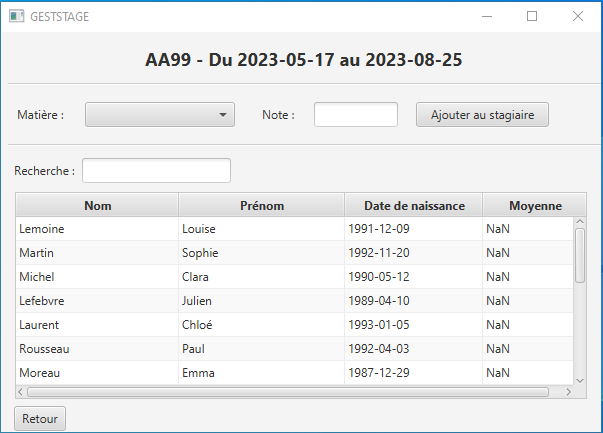 GESTSTAGE
AA99 - Du 2023-05-17 au 2023-08-25
Matière : Note : Ajouter au stagiaire
Recherche :
Nom Prénom Date de naissance Moyenne
Lemoine Louise 1991-12-09 NaN
Martin Sophie 1992-11-20 NaN
Michel Clara 1990-05-12 NaN
Lefebvre Julien 1989-04-10 NaN
Laurent Chloé 1993-01-05 NaN
Rousseau Paul 1992-04-03 NaN
Moreau Emma 1987-12-29 NaN
Retour